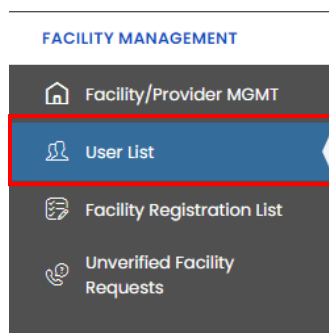 FACILITY MANAGEMENT
Facility/Provider MGMT
User List
Facility Registration List
Unverified Facility
Requests